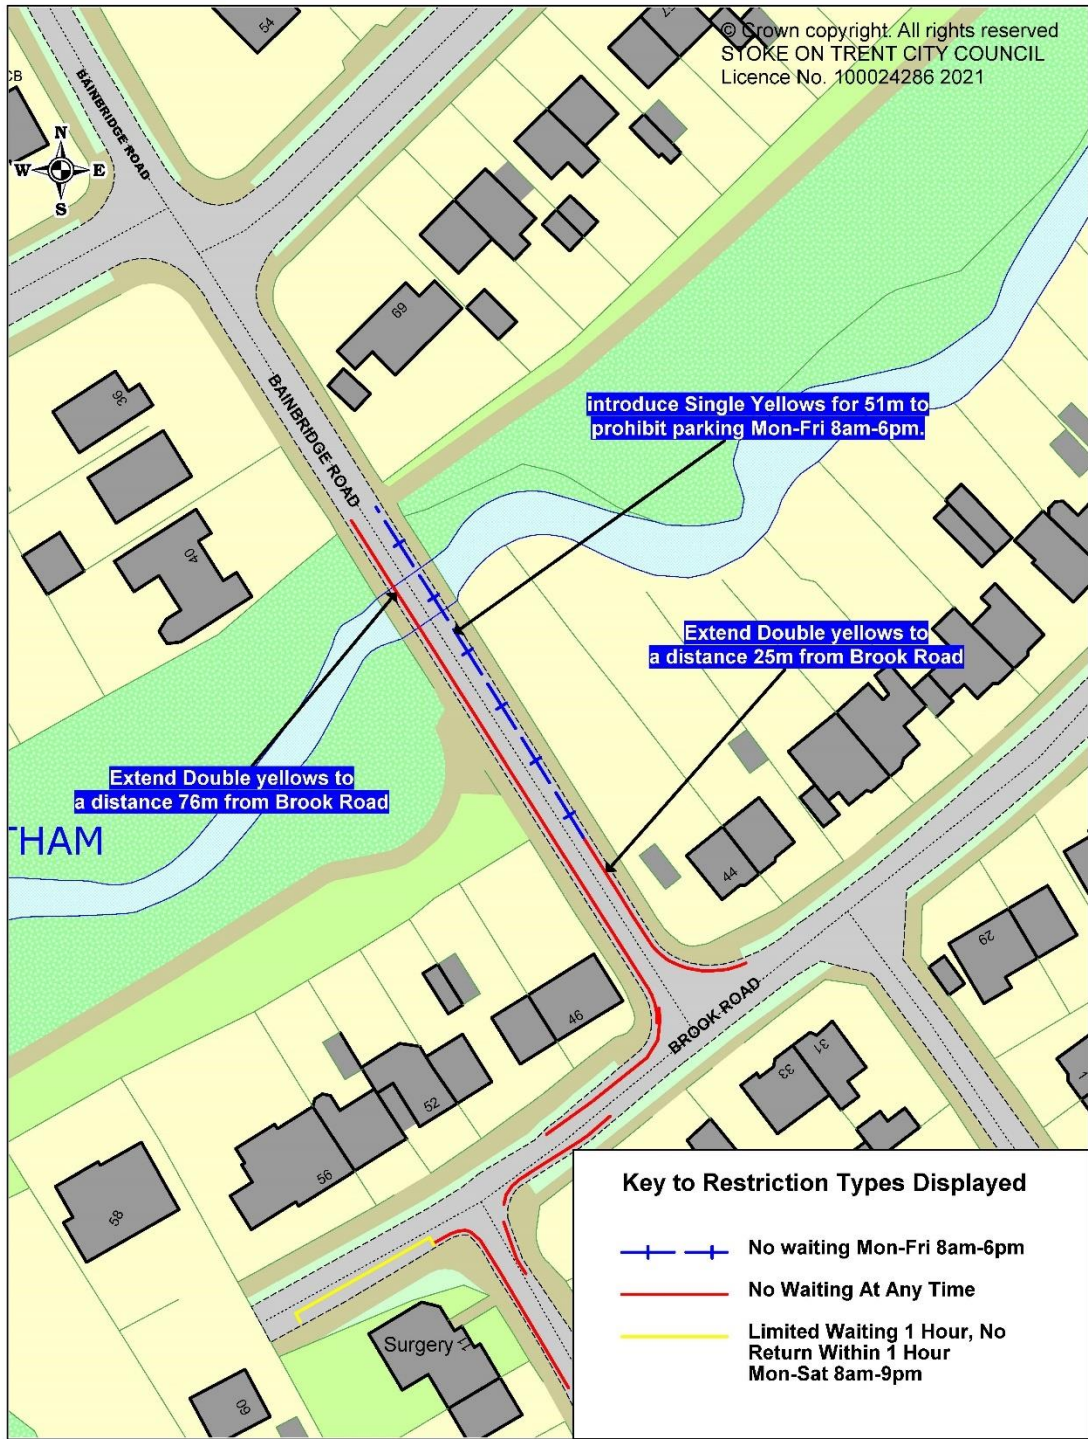 © Crown copyright. All rights reserved
STOKE ON TRENT CITY COUNCIL
Licence No. 100024286 2021
54
CB
BAINBRIDGE ROAD
N
W E
S
69
36
BAINBRIDGE ROAD
introduce Single Yellows for 51m to
prohibit parking Mon-Fri 8am-6pm.
40
Extend Double yellows to
a distance 25m from Brook Road
Extend Double yellows to
a distance 76m from Brook Road
THAM
44
29
46
BROOK ROAD
31
33
52
56
58
Surgery
11
60
Key to Restriction Types Displayed
No waiting Mon-Fri 8am-6pm
No Waiting At Any Time
Limited Waiting 1 Hour, No
Return Within 1 Hour
Mon-Sat 8am-9pm